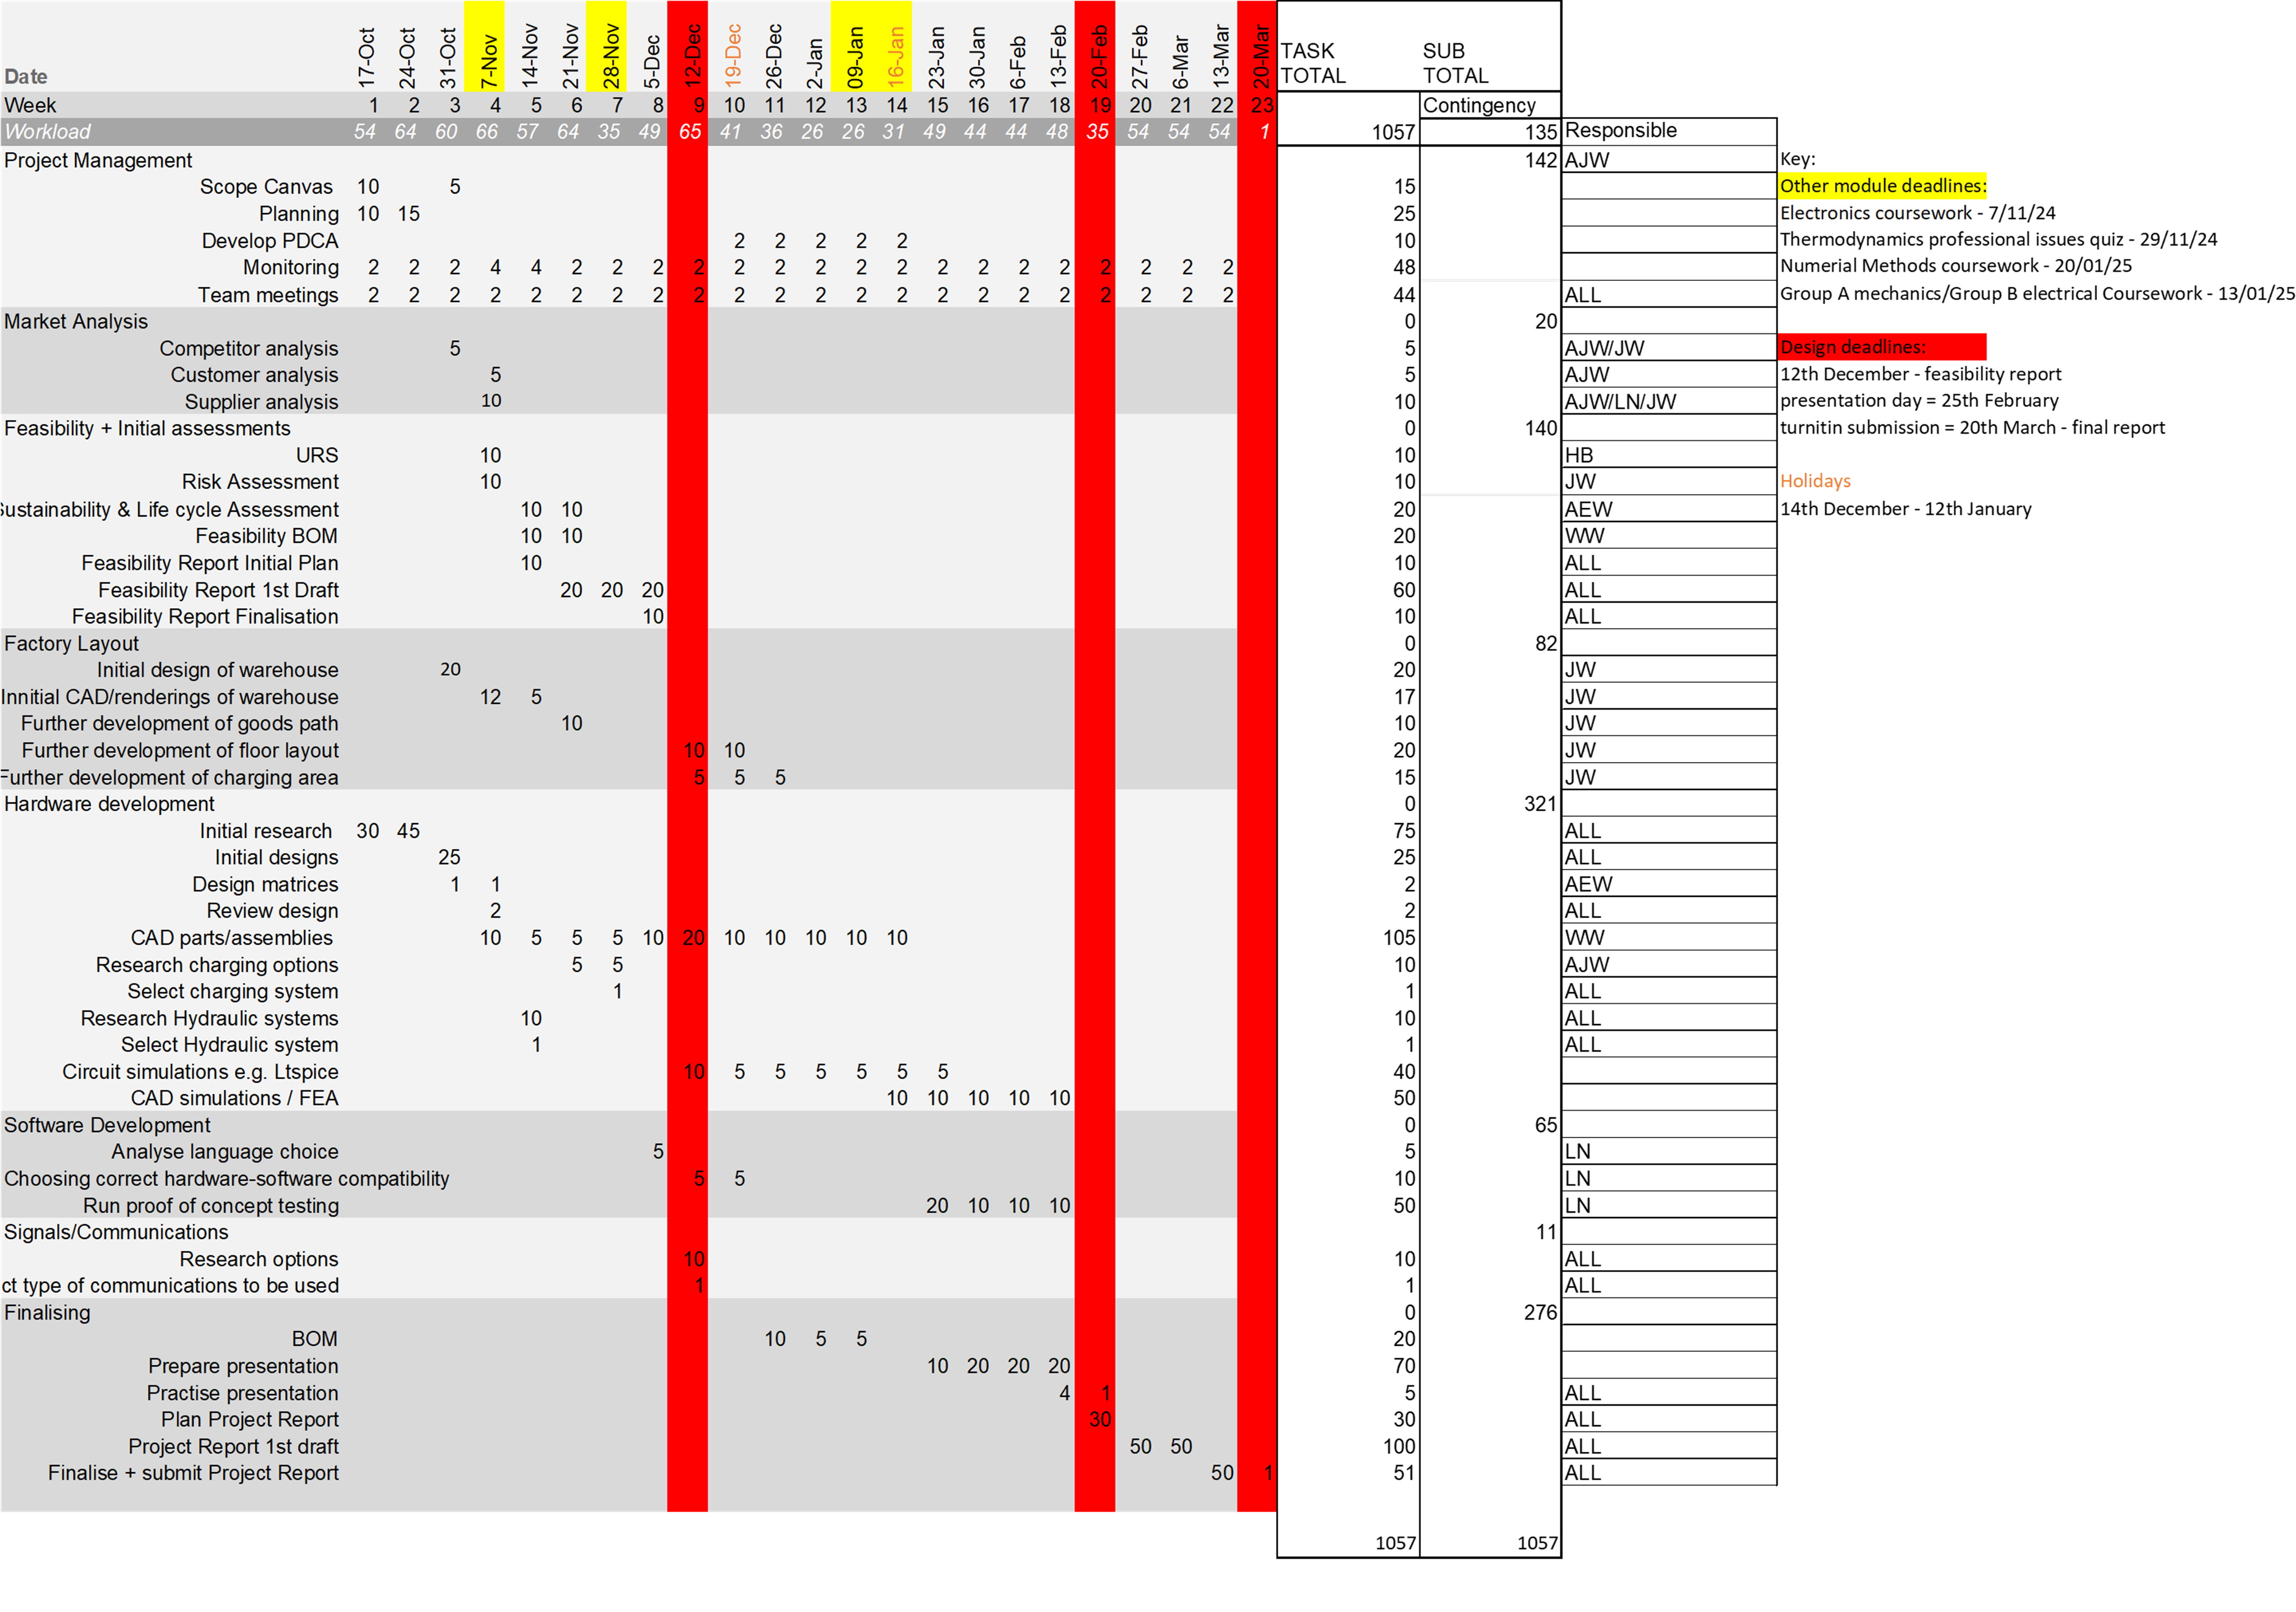 Date 17-Oct 24-Oct 31-Oct 7-Nov 14-Nov 21-Nov 28-Nov 5-Dec 12-Dec 19-Dec 26-Dec 2-Jan 09-Jan 16-Jan 23-Jan 30-Jan 6-Feb 13-Feb 20-Feb 27-Feb 6-Mar 13-Mar 20-Mar TASK TOTAL SUB TOTAL
Week 1 2 3 4 5 6 7 8 9 10 11 12 13 14 15 16 17 18 19 20 21 22 23 Contingency
Workload 54 64 60 66 57 64 35 49 65 41 36 26 26 31 49 44 44 48 35 54 54 54 1 1057 135 Responsible
Project Management 142 AJW Key:
Scope Canvas 10 5 15 Other module deadlines:
Planning 10 15 25 Electronics coursework - 7/11/24
Develop PDCA 2 2 2 2 2 10 Thermodynamics professional issues quiz - 29/11/24
Monitoring 2 2 2 4 4 2 2 2 2 2 2 2 2 2 2 2 2 2 2 2 2 2 48 Numerial Methods coursework - 20/01/25
Team meetings 2 2 2 2 2 2 2 2 2 2 2 2 2 2 2 2 2 2 2 2 2 2 44 ALL Group A mechanics/Group B electrical Coursework - 13/01/25
Market Analysis 0 20
Competitor analysis 5 5 AJW/JW Design deadlines:
Customer analysis 5 5 AJW 12th December - feasibility report
Supplier analysis 10 10 AJW/LN/JW presentation day = 25th February
Feasibility + Initial assessments 0 140 turnitin submission = 20th March - final report
URS 10 10 HB
Risk Assessment 10 10 JW Holidays
Sustainability & Life cycle Assessment 10 10 20 AEW 14th December - 12th January
Feasibility BOM 10 10 20 WW
Feasibility Report Initial Plan 10 10 ALL
Feasibility Report 1st Draft 20 20 20 60 ALL
Feasibility Report Finalisation 10 10 ALL
Factory Layout 0 82
Initial design of warehouse 20 20 JW
Innitial CAD/renderings of warehouse 12 5 17 JW
Further development of goods path 10 10 JW
Further development of floor layout 10 10 20 JW
Further development of charging area 5 5 5 15 JW
Hardware development 0 321
Initial research 30 45 75 ALL
Initial designs 25 25 ALL
Design matrices 1 1 2 AEW
Review design 2 2 ALL
CAD parts/assemblies 10 5 5 5 10 20 10 10 10 10 10 105 WW
Research charging options 5 5 10 AJW
Select charging system 1 1 ALL
Research Hydraulic systems 10 10 ALL
Select Hydraulic system 1 1 ALL
Circuit simulations e.g. Ltspice 10 5 5 5 5 5 5 40
CAD simulations / FEA 10 10 10 10 10 50
Software Development 0 65
Analyse language choice 5 5 LN
Choosing correct hardware-software compatibility 5 5 10 LN
Run proof of concept testing 20 10 10 10 50 LN
Signals/Communications 11
Research options 10 10 ALL
ct type of communications to be used 1 1 ALL
Finalising 0 276
BOM 10 5 5 20
Prepare presentation 10 20 20 20 70
Practise presentation 4 1 5 ALL
Plan Project Report 30 30 ALL
Project Report 1st draft 50 50 100 ALL
Finalise + submit Project Report 50 1 51 ALL
1057 1057